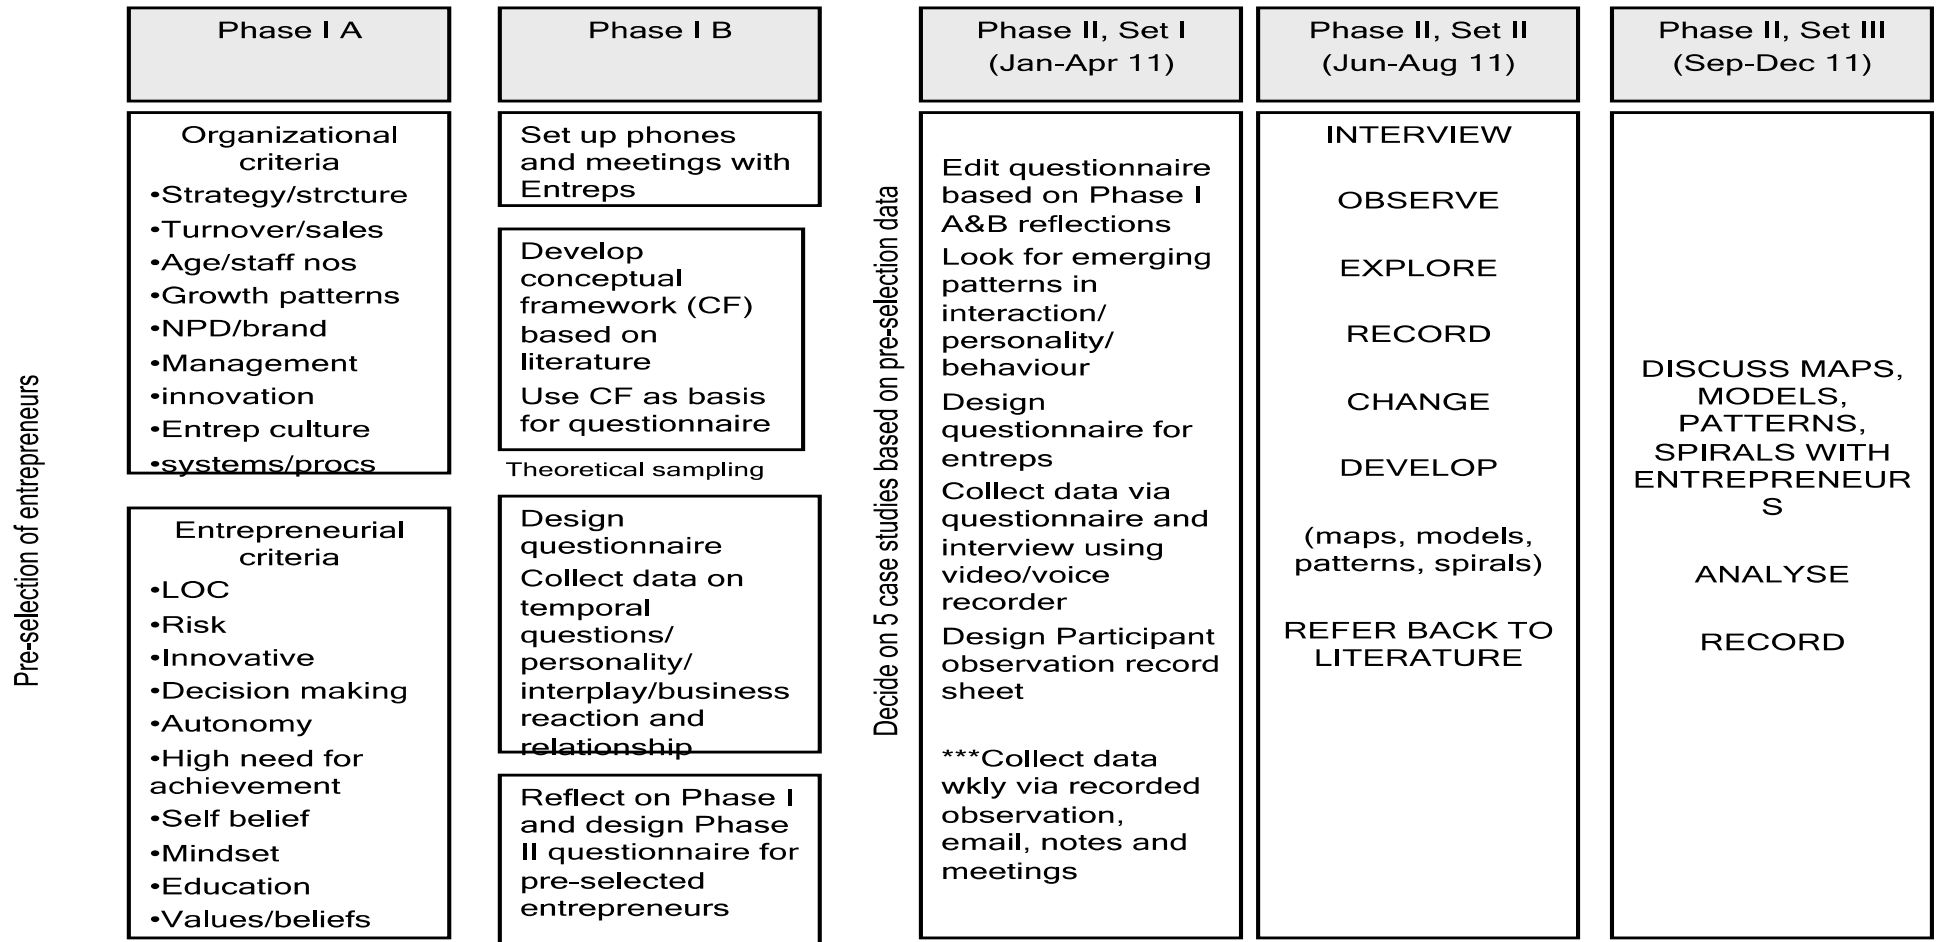 Pre-selection of entrepreneurs
Phase I A
Organizational
criteria
•Strategy/strcture
•Turnover/sales
•Age/staff nos
•Growth patterns
•NPD/brand
•Management
•innovation
•Entrep culture
•systems/procs
Entrepreneurial
criteria
•LOC
•Risk
•Innovative
•Decision making
•Autonomy
•High need for
achievement
•Self belief
•Mindset
•Education
•Values/beliefs
Phase I B
Set up phones
and meetings with
Entreps
Develop
conceptual
framework (CF)
based on
literature
Use CF as basis
for questionnaire
Theoretical sampling
Design
questionnaire
Collect data on
temporal
questions/
personality/
interplay/business
reaction and
relationship
Reflect on Phase I
and design Phase
II questionnaire for
pre-selected
entrepreneurs
Decide on 5 case studies based on pre-selection data
Phase II, Set I
(Jan-Apr 11)
Edit questionnaire
based on Phase I
A&B reflections
Look for emerging
patterns in
interaction/
personality/
behaviour
Design
questionnaire for
entreps
Collect data via
questionnaire and
interview using
video/voice
recorder
Design Participant
observation record
sheet
***Collect data
wkly via recorded
observation,
email, notes and
meetings
Phase II, Set II
(Jun-Aug 11)
INTERVIEW
OBSERVE
EXPLORE
RECORD
CHANGE
DEVELOP
(maps, models,
patterns, spirals)
REFER BACK TO
LITERATURE
Phase II, Set III
(Sep-Dec 11)
DISCUSS MAPS,
MODELS,
PATTERNS,
SPIRALS WITH
ENTREPRENEUR
S
ANALYSE
RECORD